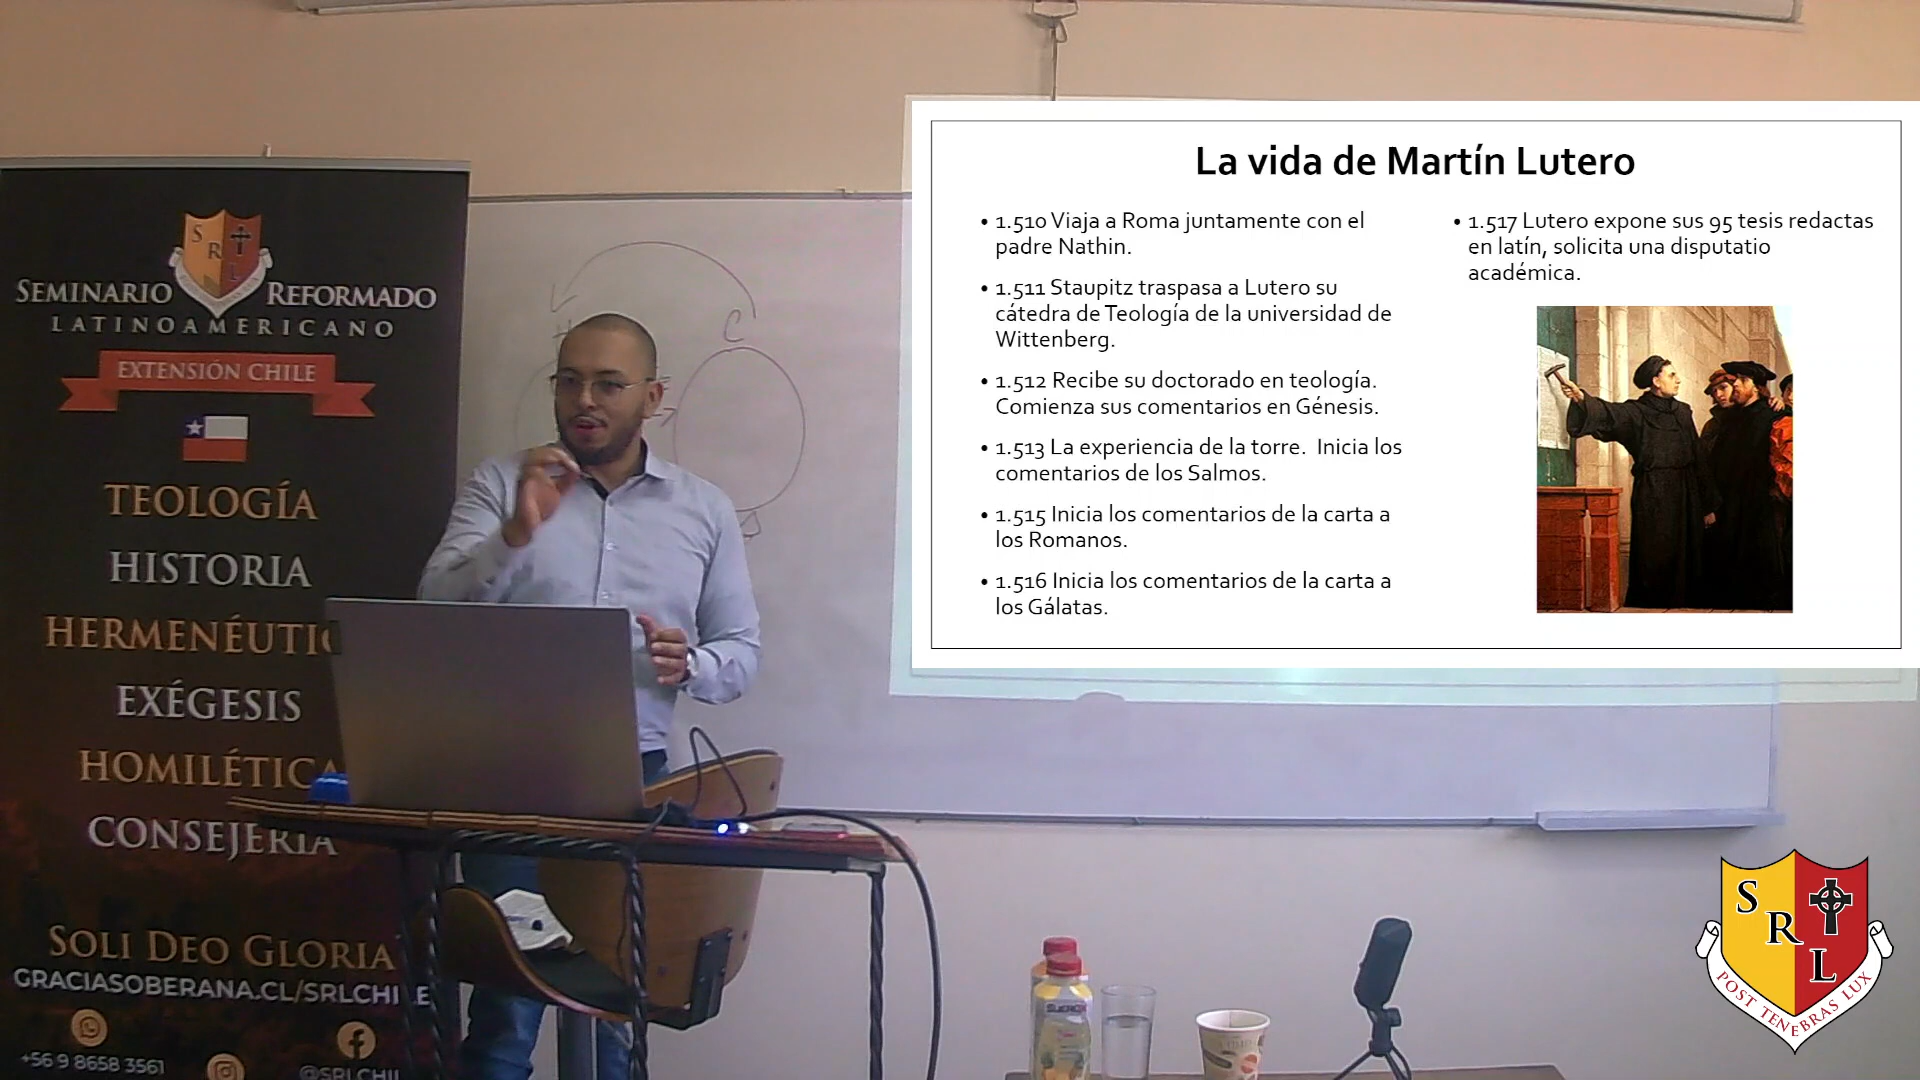 S
R
L
SEMINARIO REFORMADO
LATINOAMERICANO
EXTENSIÓN CHILE
TEOLOGÍA
HISTORIA
HERMENÉUTIC
EXÉGESIS
HOMILÉTICA
CONSEJERÍA
SOLI DEO GLORIA
GRACIASOBERANA.CL/SRLCHILE
+56 9 8658 3561
@SRLCHIL
C
La vida de Martín Lutero
• 1.510 Viaja a Roma juntamente con el
padre Nathin.
• 1.511 Staupitz traspasa a Lutero su
cátedra de Teología de la universidad de
Wittenberg.
• 1.512 Recibe su doctorado en teología.
Comienza sus comentarios en Génesis.
• 1.513 La experiencia de la torre. Inicia los
comentarios de los Salmos.
• 1.515 Inicia los comentarios de la carta a
los Romanos.
• 1.516 Inicia los comentarios de la carta a
los Gálatas.
• 1.517 Lutero expone sus 95 tesis redactas
en latín, solicita una disputatio
académica.
S
R
L
POST TENEBRAS LUX